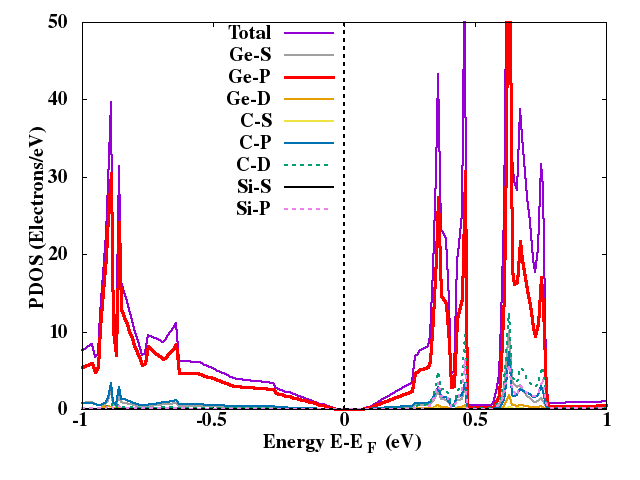 50
40
30
20
10
0
PDOS (Electrons/eV)
Total
Ge-S
Ge-P
Ge-D
C-S
C-P
C-D
Si-S
Si-P
-1 -0.5 0 0.5 1
Energy E-E F (eV)